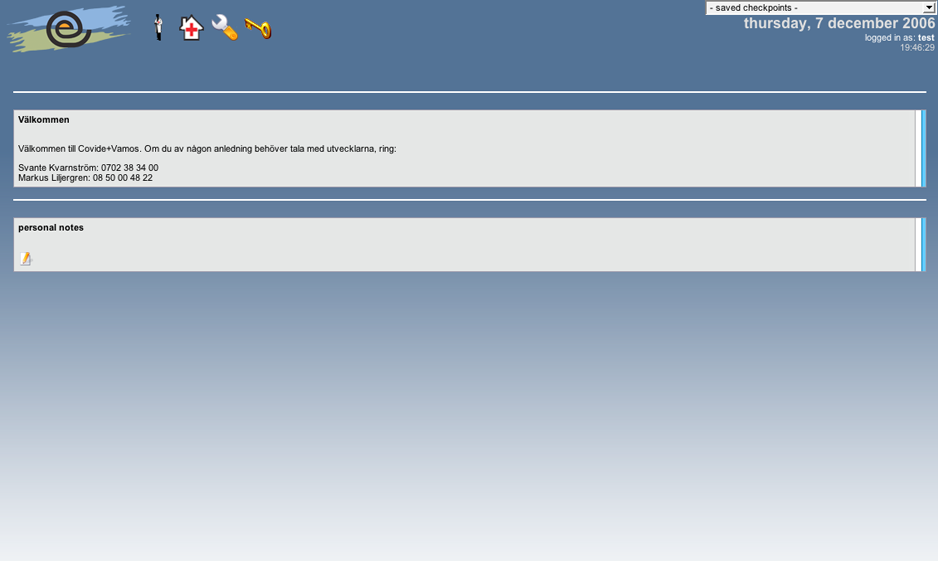 - saved checkpoints -
thursday, 7 december 2006
logged in as: test
19:46:29
Välkommen
Välkommen till Covide+Vamos. Om du av någon anledning behöver tala med utvecklarna, ring:
Svante Kvarnström: 0702 38 34 00
Markus Liljergren: 08 50 00 48 22
personal notes